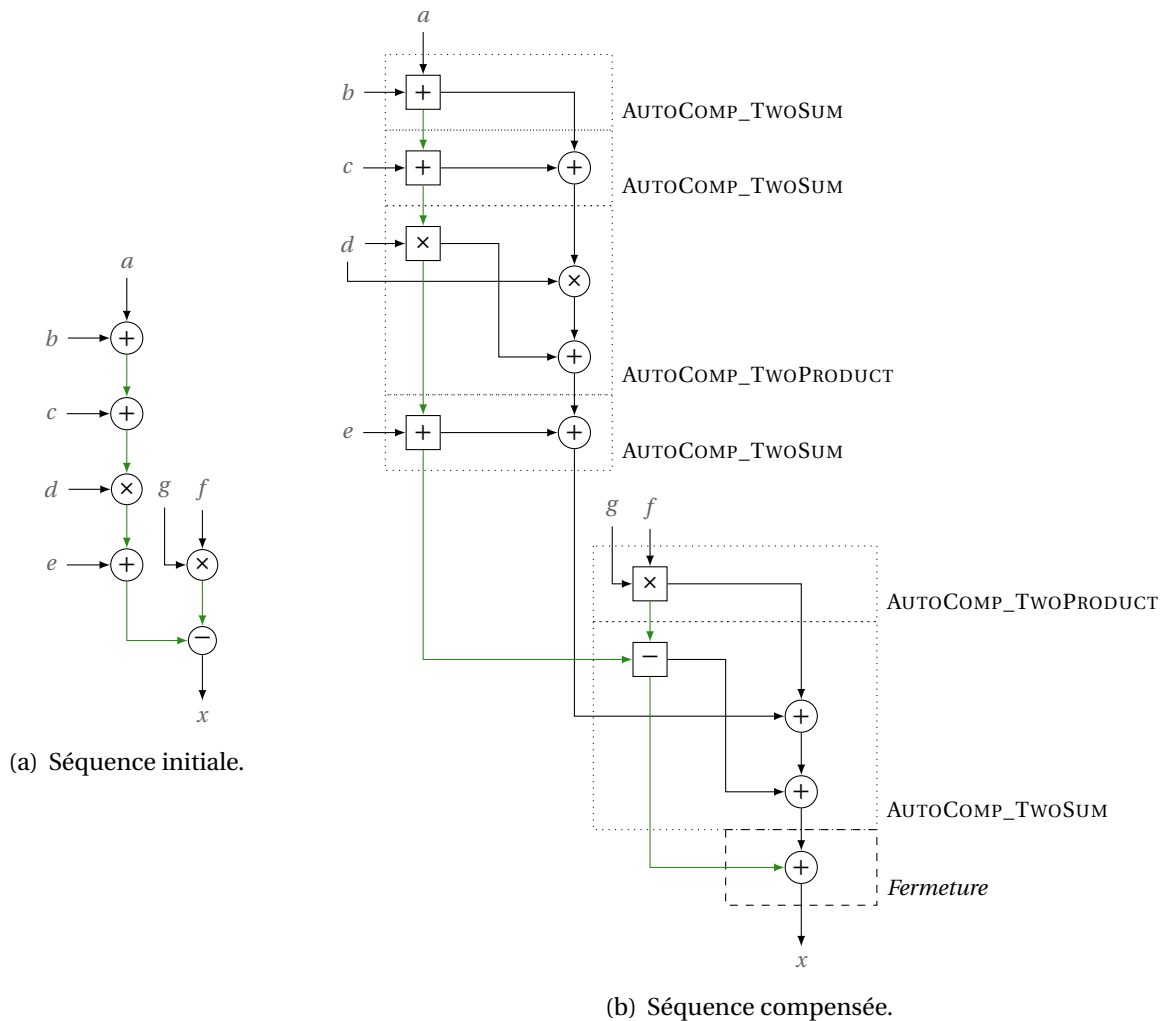 a
b
+
AUTOCOMP_TWOSUM
c
+
+
AUTOCOMP_TWOSUM
d
×
×
+
AUTOCOMP_TWOPRODUCT
e
+
+
AUTOCOMP_TWOSUM
a
b
+
c
+
d
×
g
f
e
+
×
−
x
(a) Séquence initiale.
g
f
×
AUTOCOMP_TWOPRODUCT
−
+
+
AUTOCOMP_TWOSUM
+
Fermeture
x
(b) Séquence compensée.